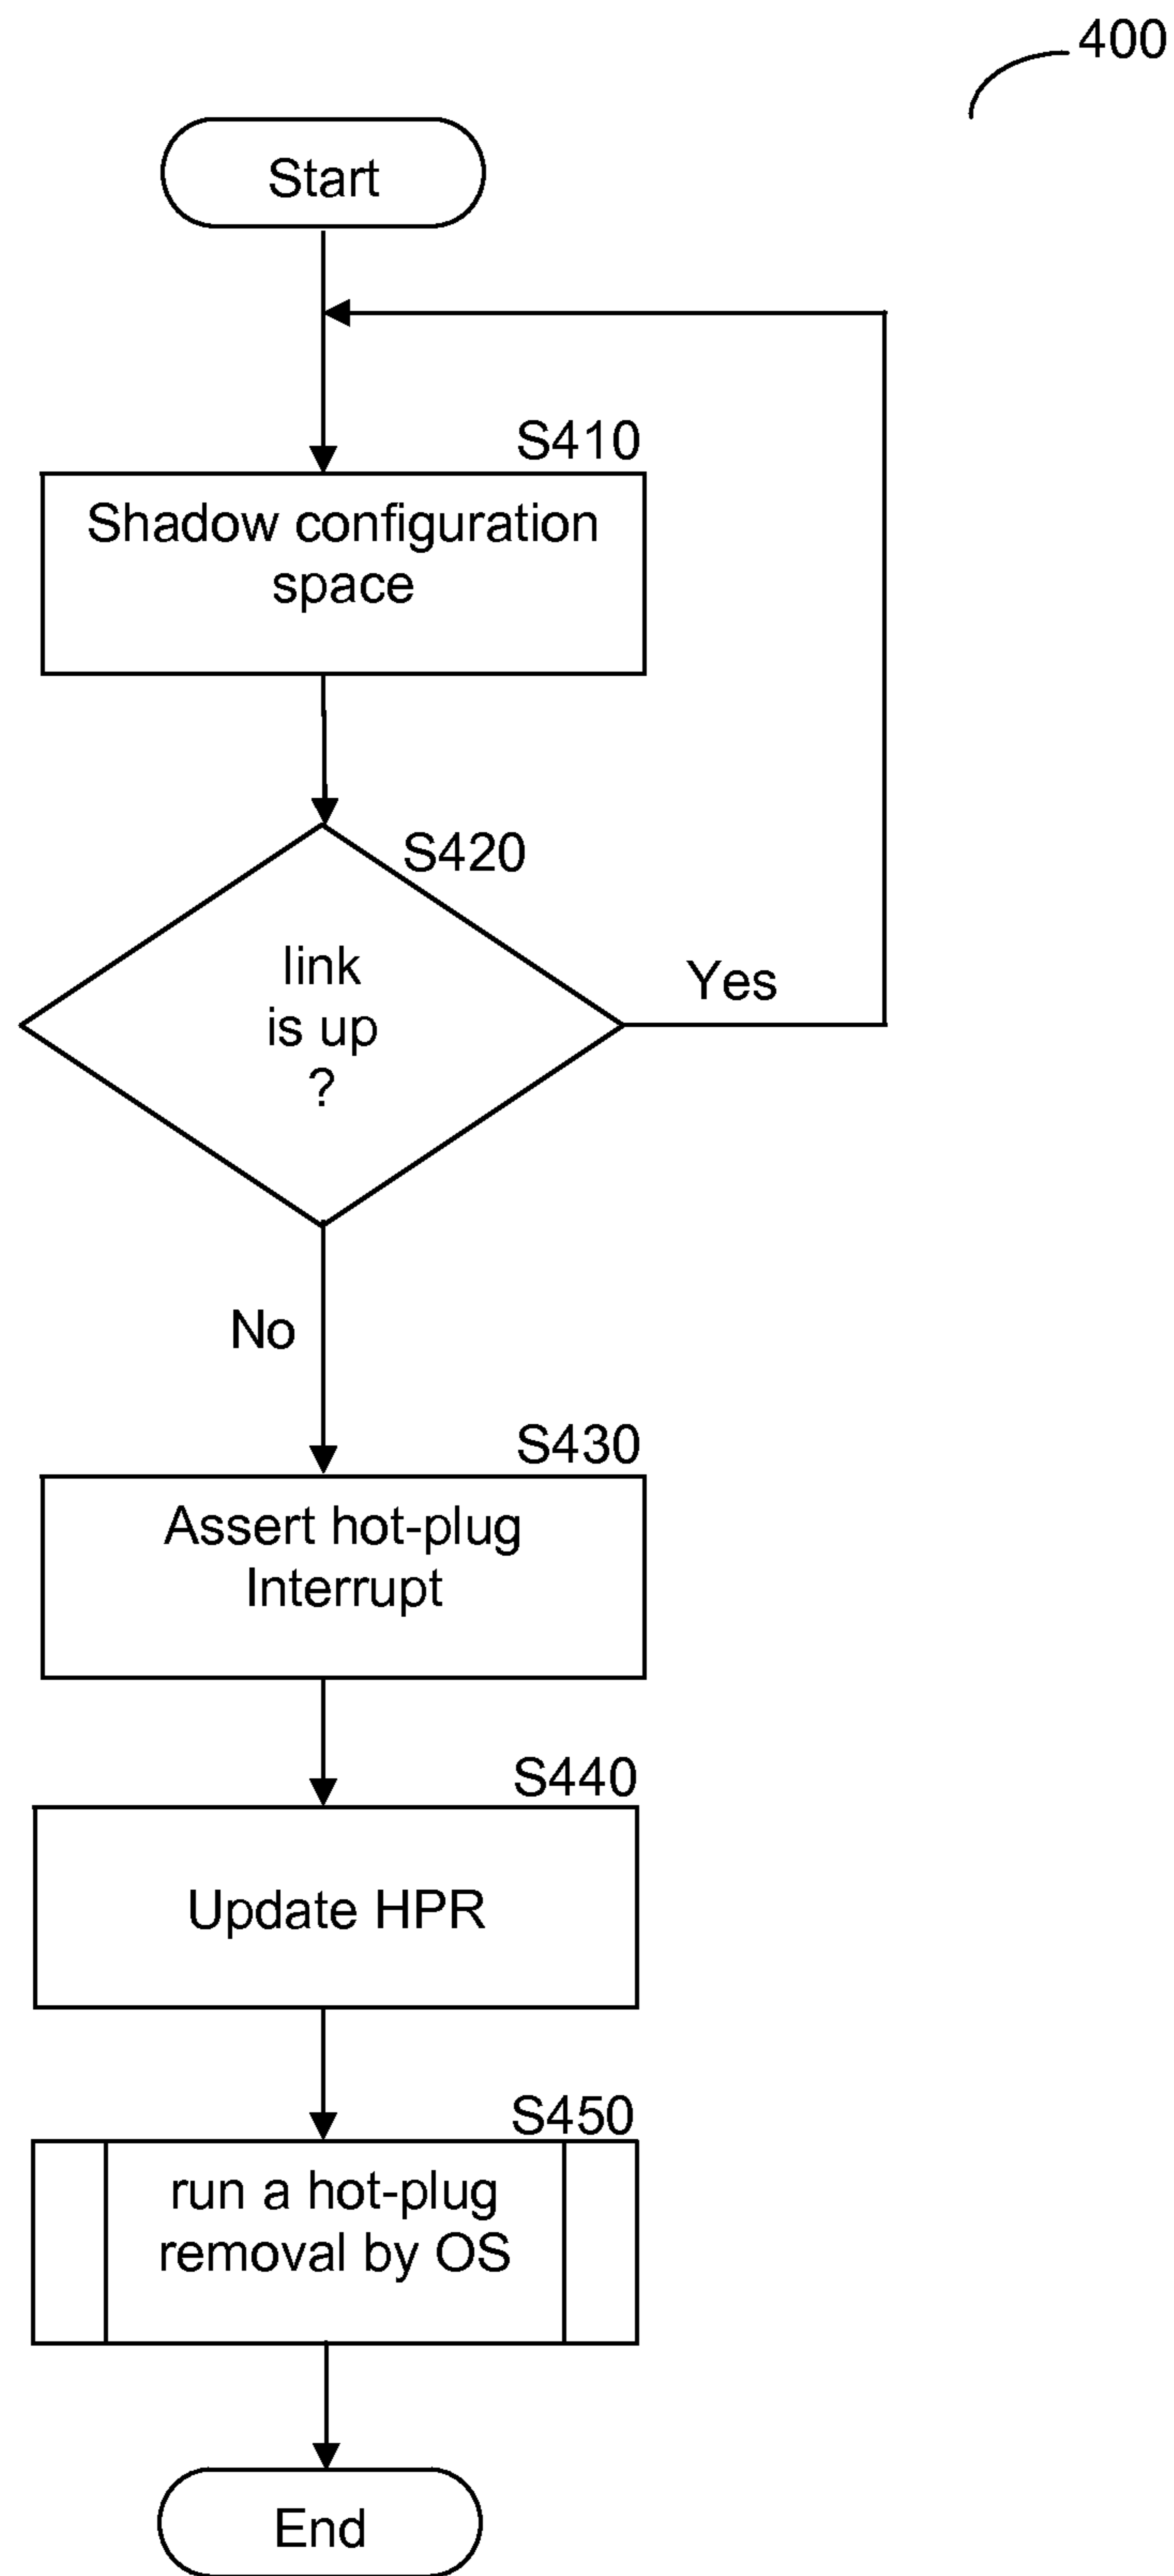 400
Start
S410
Shadow configuration
space
S420
link
is up
?
Yes
No
S430
Assert hot-plug
Interrupt
S440
Update HPR
S450
run a hot-plug
removal by OS
End